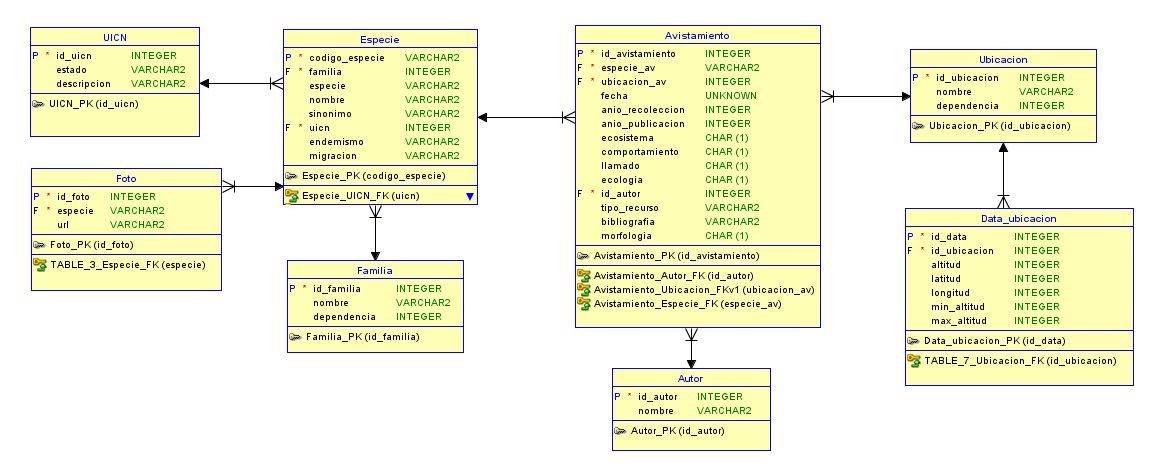 UICN
P * id_uicn INTEGER
estado VARCHAR2
descripcion VARCHAR2
UICN_PK (id_uicn)
Especie
P * codigo_especie VARCHAR2
F * familia INTEGER
especie VARCHAR2
nombre VARCHAR2
sinonimo VARCHAR2
F * uicn INTEGER
endemismo VARCHAR2
migracion VARCHAR2
Especie_PK (codigo_especie)
Especie_UICN_FK (uicn)
Avistamiento
P * id_avistamiento INTEGER
F * especie_av VARCHAR2
F * ubicacion_av INTEGER
fecha UNKNOWN
anio_recoleccion INTEGER
anio_publicacion INTEGER
ecosistema CHAR (1)
comportamiento CHAR (1)
llamado CHAR (1)
ecologia CHAR (1)
F * id_autor INTEGER
tipo_recurso VARCHAR2
bibliografia VARCHAR2
morfologia CHAR (1)
Avistamiento_PK (id_avistamiento)
Avistamiento_Autor_FK (id_autor)
Avistamiento_Ubicacion_FKv1 (ubicacion_av)
Avistamiento_Especie_FK (especie_av)
Ubicacion
P * id_ubicacion INTEGER
nombre VARCHAR2
dependencia INTEGER
Ubicacion_PK (id_ubicacion)
Foto
P * id_foto INTEGER
F * especie VARCHAR2
url VARCHAR2
Foto_PK (id_foto)
TABLE_3_Especie_FK (especie)
Familia
P * id_familia INTEGER
nombre VARCHAR2
dependencia INTEGER
Familia_PK (id_familia)
Data_ubicacion
P * id_data INTEGER
F * id_ubicacion INTEGER
altitud INTEGER
latitud INTEGER
longitud INTEGER
min_altitud INTEGER
max_altitud INTEGER
Data_ubicacion_PK (id_data)
TABLE_7_Ubicacion_FK (id_ubicacion)
Autor
P * id_autor INTEGER
nombre VARCHAR2
Autor_PK (id_autor)